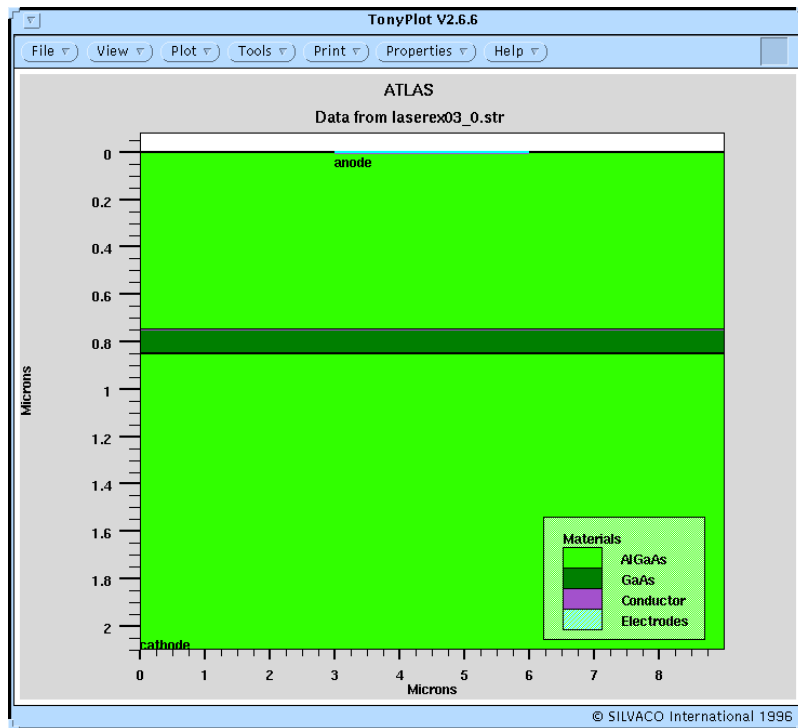 TonyPlot V2.6.6
File View Plot Tools Print Properties Help
ATLAS
Data from laserex03_0.str
anode
0
0.2
0.4
0.6
0.8
1
1.2
1.4
1.6
1.8
2
Microns
Materials
AlGaAs
GaAs
Conductor
Electrodes
cathode
0 1 2 3 4 5 6 7 8
Microns
© SILVACO International 1996